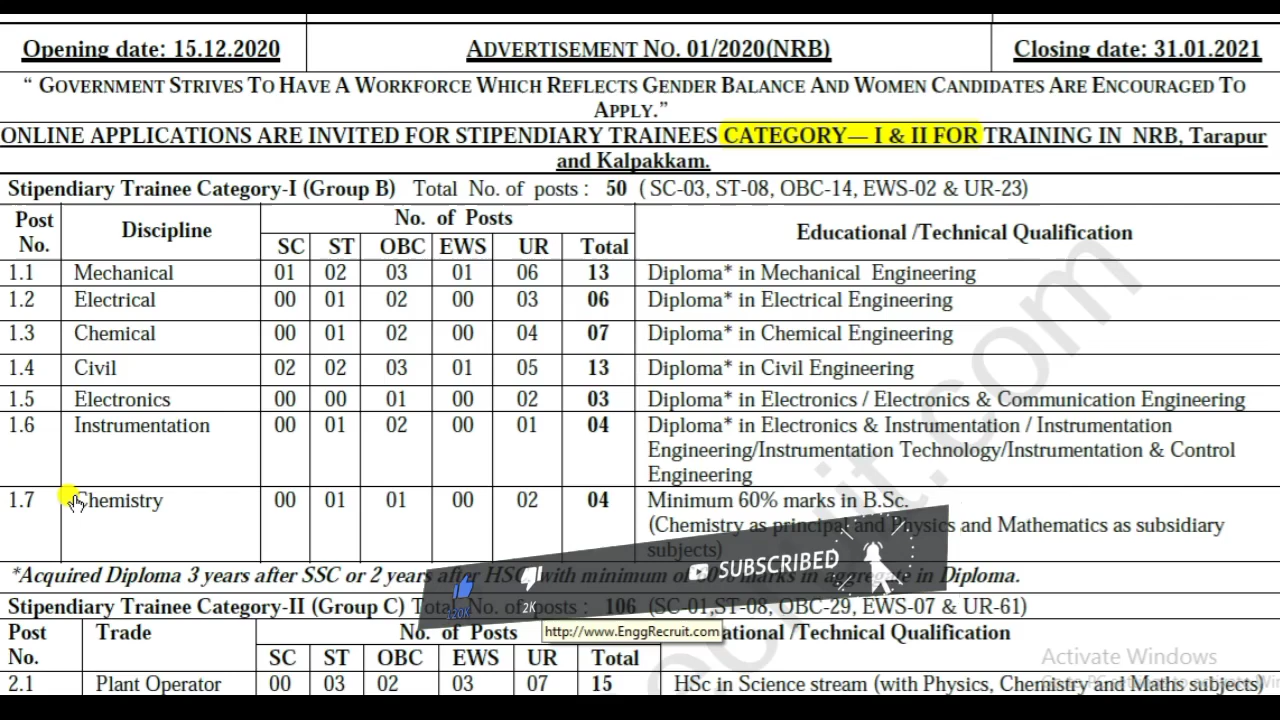 Opening date: 15.12.2020 ADVERTISEMENT NO. 01/2020(NRB) Closing date: 31.01.2021
“ GOVERNMENT STRIVES TO HAVE A WORKFORCE WHICH REFLECTS GENDER BALANCE AND WOMEN CANDIDATES ARE ENCOURAGED TO
APPLY.”
ONLINE APPLICATIONS ARE INVITED FOR STIPENDIARY TRAINEES CATEGORY— I & II FOR TRAINING IN NRB, Tarapur
and Kalpakkam.
Stipendiary Trainee Category-I (Group B) Total No. of posts : 50 ( SC-03, ST-08, OBC-14, EWS-02 & UR-23)
Post No. Discipline No. of Posts Educational /Technical Qualification
SC ST OBC EWS UR Total
1.1 Mechanical 01 02 03 01 06 13 Diploma* in Mechanical Engineering
1.2 Electrical 00 01 02 00 03 06 Diploma* in Electrical Engineering
1.3 Chemical 00 01 02 00 04 07 Diploma* in Chemical Engineering
1.4 Civil 02 02 03 01 05 13 Diploma* in Civil Engineering
1.5 Electronics 00 00 01 00 02 03 Diploma* in Electronics / Electronics & Communication Engineering
1.6 Instrumentation 00 01 02 00 01 04 Diploma* in Electronics & Instrumentation / Instrumentation
Engineering/Instrumentation Technology/Instrumentation & Control
Engineering
1.7 Chemistry 00 01 01 00 02 04 Minimum 60% marks in B.Sc.
(Chemistry as principal and Physics and Mathematics as subsidiary
subjects)
SUBSCRIBED
2K
*Acquired Diploma 3 years after SSC or 2 years after HSC, with minimum of marks in aggregate in Diploma.
Stipendiary Trainee Category-II (Group C) Total No. of posts : 106 (SC-01,ST-08, OBC-29, EWS-07 & UR-61)
http://www.EnggRecruit.com
Post No. Trade No. of Posts /Technical Qualification
SC ST OBC EWS UR Total
2.1 Plant Operator 00 03 02 03 07 15 HSc in Science stream (with Physics, Chemistry and Maths subjects)
Activate Windows